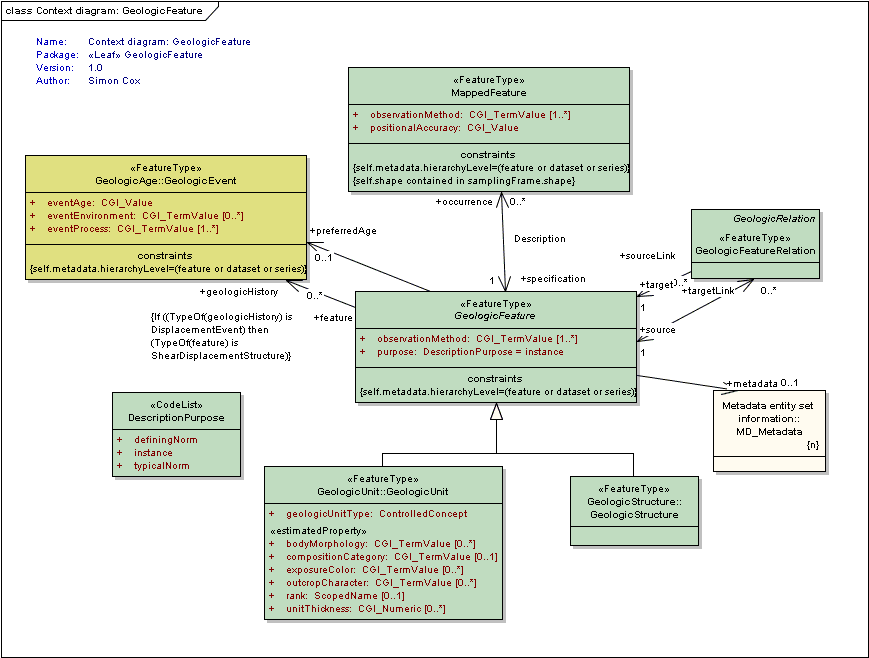 class Context diagram: GeologicFeature
Name: Context diagram: GeologicFeature
Package: «Leaf» GeologicFeature
Version: 1.0
Author: Simon Cox
«FeatureType»
MappedFeature
+ observationMethod: CGI_TermValue [1..*]
+ positionalAccuracy: CGI_Value
constraints
{self.metadata.hierarchyLevel=(feature or dataset or series)}
{self.shape contained in samplingFrame.shape}
«FeatureType»
GeologicAge::GeologicEvent
+ eventAge: CGI_Value
+ eventEnvironment: CGI_TermValue [0..*]
+ eventProcess: CGI_TermValue [1..*]
constraints
{self.metadata.hierarchyLevel=(feature or dataset or series)}
+occurrence 0..*
Description
1 +specification
GeologicRelation
«FeatureType»
GeologicFeatureRelation
+preferredAge
0..1
+geologicHistory
0..*
+feature
{If ((TypeOf(geologicHistory) is
DisplacementEvent) then
(TypeOf(feature) is
ShearDisplacementStructure)}
+sourceLink
+target 0..*
+targetLink 0..*
1
+source
1
«FeatureType»
GeologicFeature
+ observationMethod: CGI_TermValue [1..*]
+ purpose: DescriptionPurpose = instance
constraints
{self.metadata.hierarchyLevel=(feature or dataset or series)}
+metadata 0..1
Metadata entity set
information::
MD_Metadata
{n}
«CodeList»
DescriptionPurpose
+ definingNorm
+ instance
+ typicalNorm
«FeatureType»
GeologicUnit::GeologicUnit
+ geologicUnitType: ControlledConcept
«estimatedProperty»
+ bodyMorphology: CGI_TermValue [0..*]
+ compositionCategory: CGI_TermValue [0..1]
+ exposureColor: CGI_TermValue [0..*]
+ outcropCharacter: CGI_TermValue [0..*]
+ rank: ScopedName [0..1]
+ unitThickness: CGI_Numeric [0..*]
«FeatureType»
GeologicStructure::
GeologicStructure